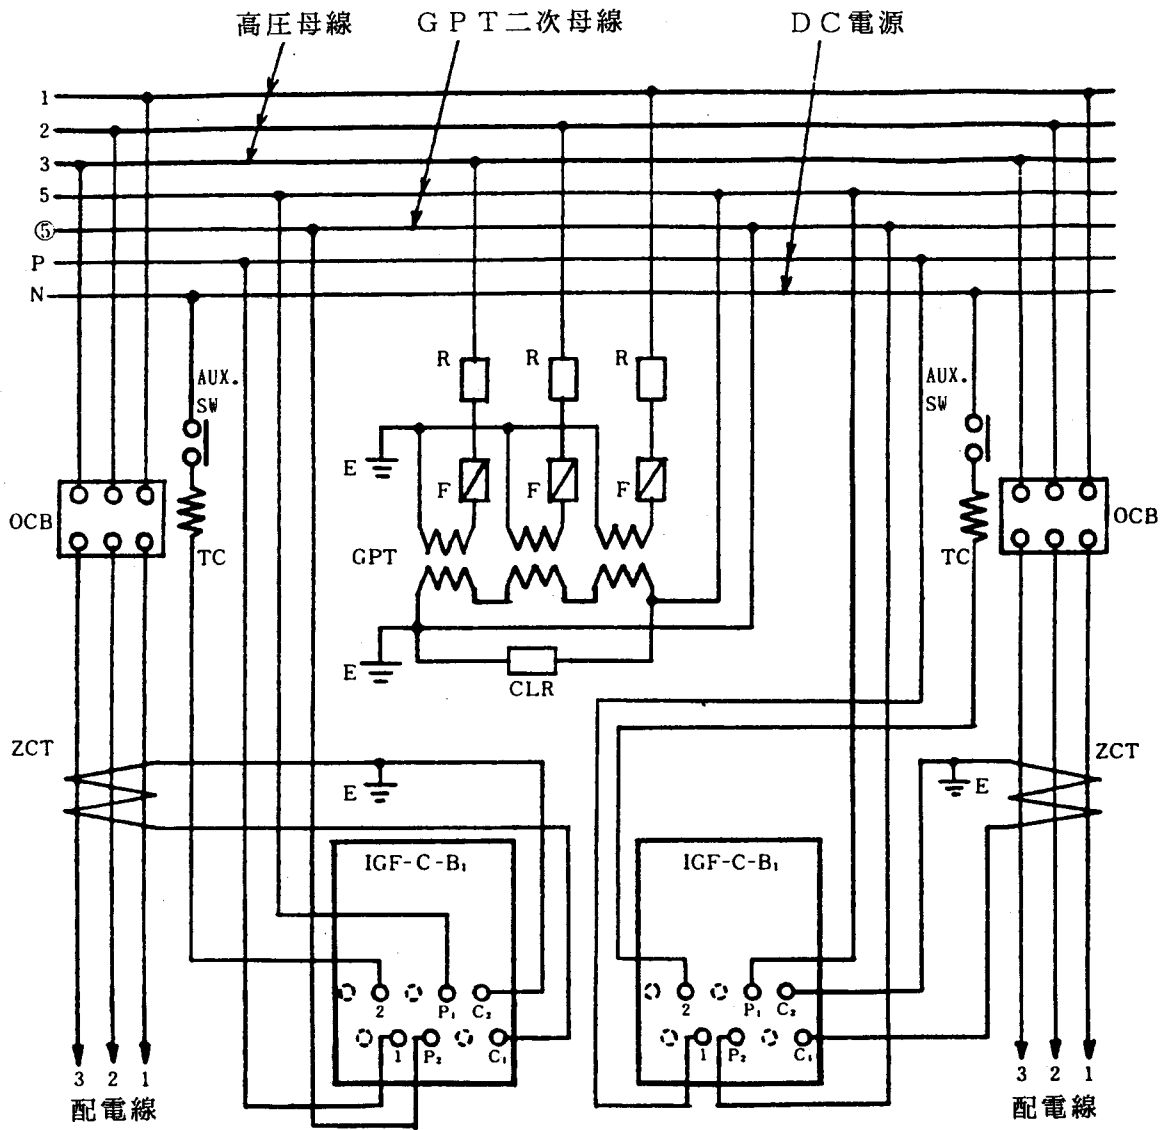 高圧母線
GPT二次母線
DC電源
1
2
3
5
⑤
P
N
R
R
R
AUX.
SW
AUX.
SW
E
F
F
F
OCB
OCB
GPT
TC
TC
E
CLR
ZCT
ZCT
E
E
IGF-C-B₁
IGF-C-B₁
2
P₁
C₂
2
P₁
C₂
1
P₂
C₁
1
P₂
C₁
3 2 1
3 2 1
配電線
配電線